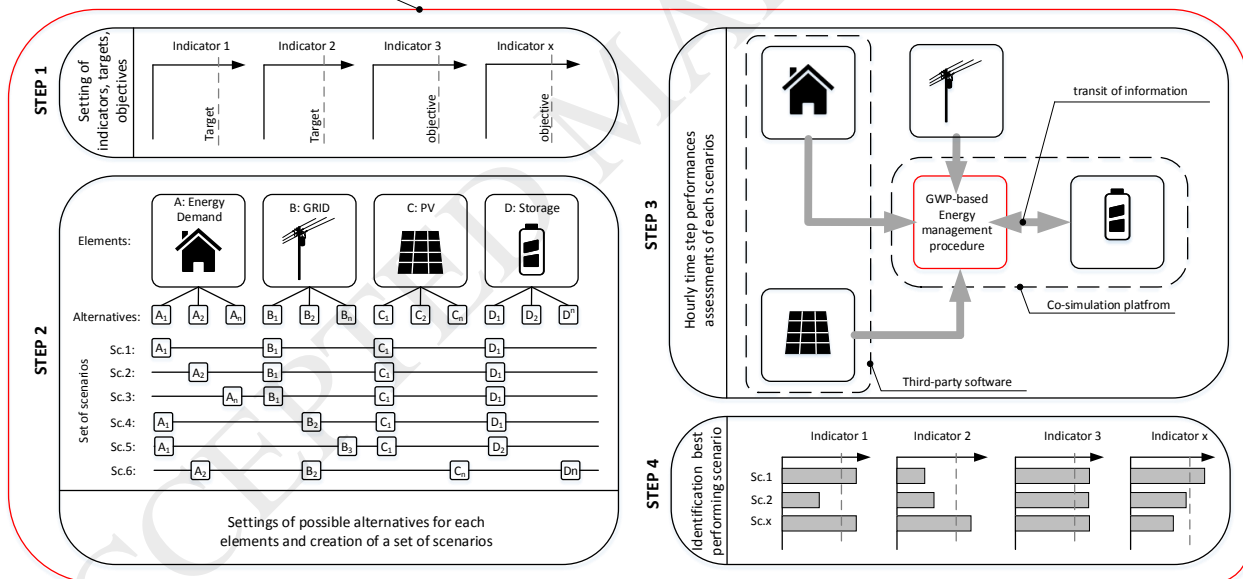 STEP 1
Setting of
indicators, targets,
objectives
Indicator 1
Indicator 2
Indicator 3
Indicator x
Target
Target
objective
objective
STEP 2
Elements:
A: Energy
Demand
B: GRID
C: PV
D: Storage
Alternatives:
A1 A2 An B1 B2 Bn C1 C2 Cn D1 D2 Dn
Set of scenarios
Sc.1: A1 B1 C1 D1
Sc.2: A2 B1 C1 D1
Sc.3: An B1 C1 D1
Sc.4: A1 B2 C1 D1
Sc.5: A1 B3 C1 D2
Sc.6: A2 B2 Cn Dn
Settings of possible alternatives for each
elements and creation of a set of scenarios
STEP 3
Hourly time step performances
assessments of each scenarios
transit of information
GWP-based
Energy
management
procedure
Co-simulation platfrom
Third-party software
STEP 4
Identification best
performing scenario
Indicator 1
Indicator 2
Indicator 3
Indicator x
Sc.1
Sc.2
Sc.x
CCEPTED MA